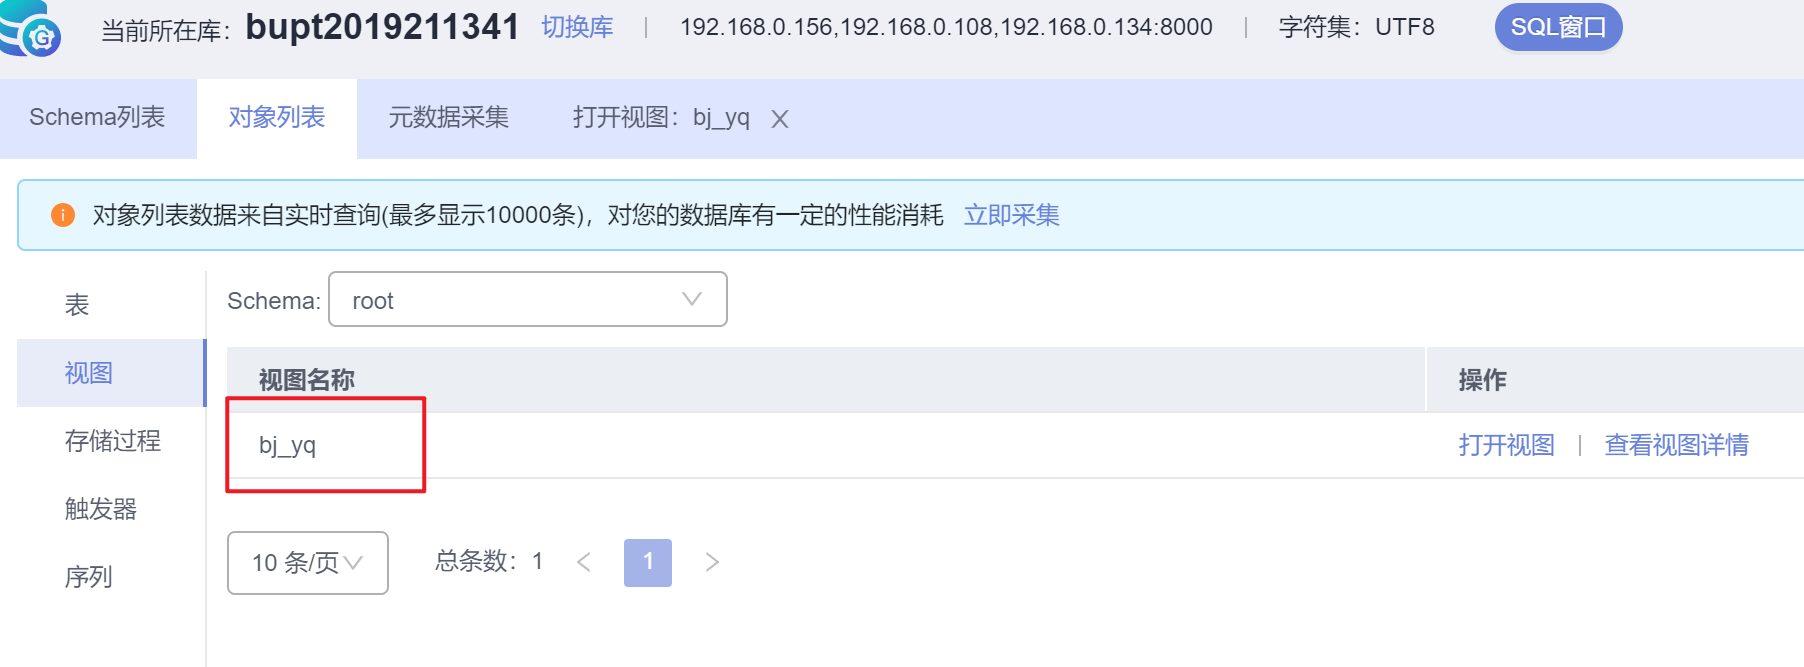 当前所在库： bupt2019211341 切换库 | 192.168.0.156,192.168.0.108,192.168.0.134:8000 | 字符集： UTF8 SQL窗口
Schema列表 对象列表 元数据采集 打开视图：bj_yq X
对象列表数据来自实时查询(最多显示10000条)，对您的数据库有一定的性能消耗 立即采集
表
视图
存储过程
触发器
序列
Schema: root
视图名称 操作
bj_yq 打开视图 | 查看视图详情
10 条/页 总条数：1 < 1 >